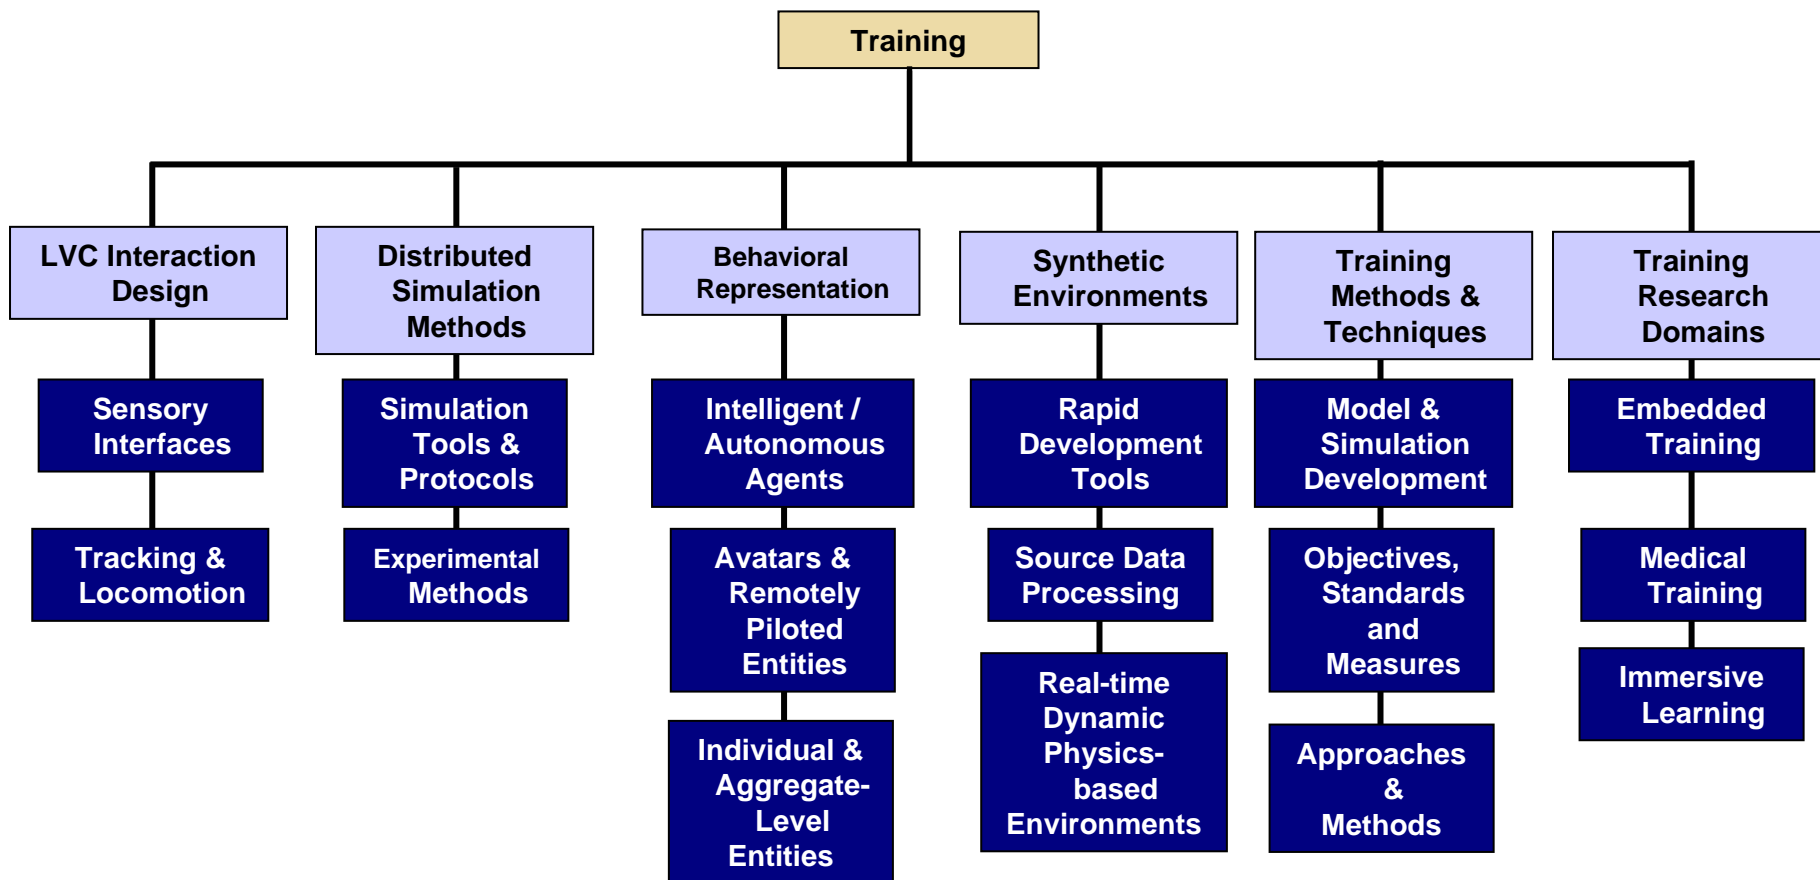 Training
LVC Interaction
Design
Distributed
Simulation
Methods
Behavioral
Representation
Synthetic
Environments
Training
Methods &
Techniques
Training
Research
Domains
Sensory
Interfaces
Tracking &
Locomotion
Simulation
Tools &
Protocols
Experimental
Methods
Intelligent /
Autonomous
Agents
Avatars &
Remotely
Piloted
Entities
Individual &
Aggregate-
Level
Entities
Rapid
Development
Tools
Source Data
Processing
Real-time
Dynamic
Physics-
based
Environments
Model &
Simulation
Development
Objectives,
Standards
and
Measures
Approaches
&
Methods
Embedded
Training
Medical
Training
Immersive
Learning